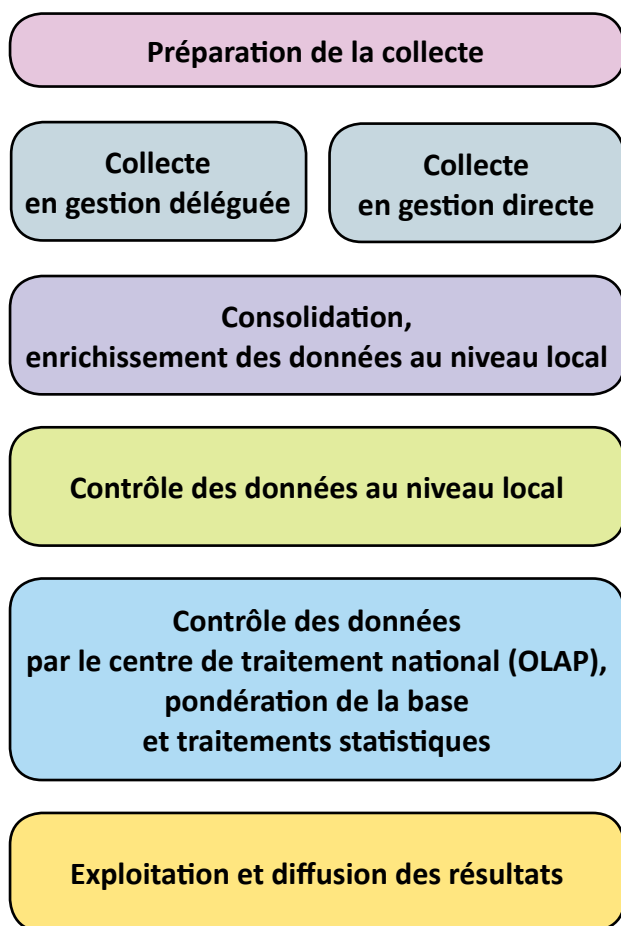 Préparation de la collecte
Collecte
en gestion déléguée
Collecte
en gestion directe
Consolidation,
enrichissement des données au niveau local
Contrôle des données au niveau local
Contrôle des données
par le centre de traitement national (OLAP),
pondération de la base
et traitements statistiques
Exploitation et diffusion des résultats